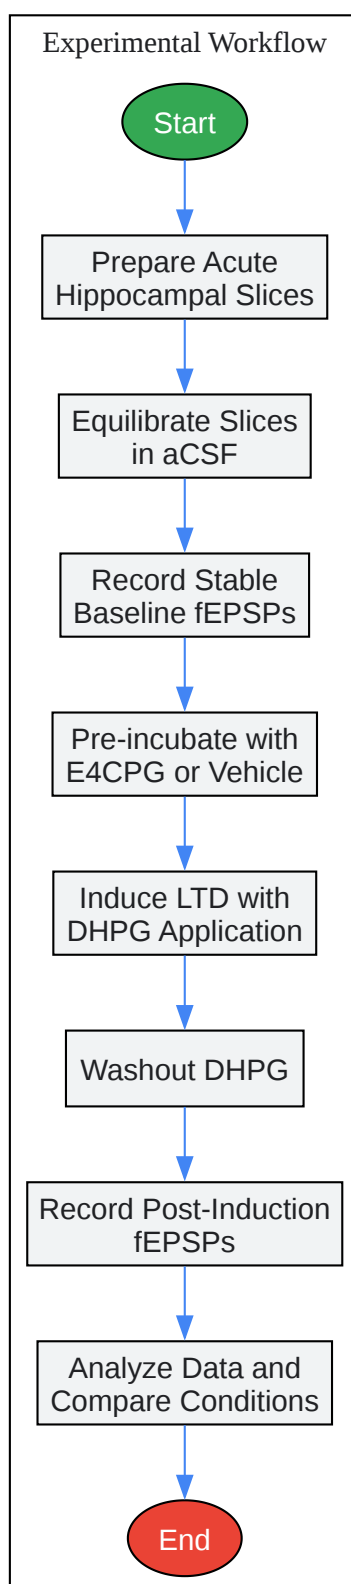 Experimental Workflow
Start
Prepare Acute
Hippocampal Slices
Equilibrate Slices
in aCSF
Record Stable
Baseline fEPSPs
Pre-incubate with
E4CPG or Vehicle
Induce LTD with
DHPG Application
Washout DHPG
Record Post-Induction
fEPSPs
Analyze Data and
Compare Conditions
End